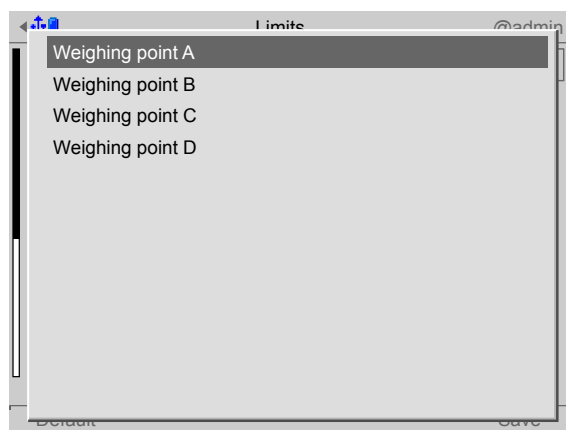 Limits @admin
Weighing point A
Weighing point B
Weighing point C
Weighing point D
Default Save